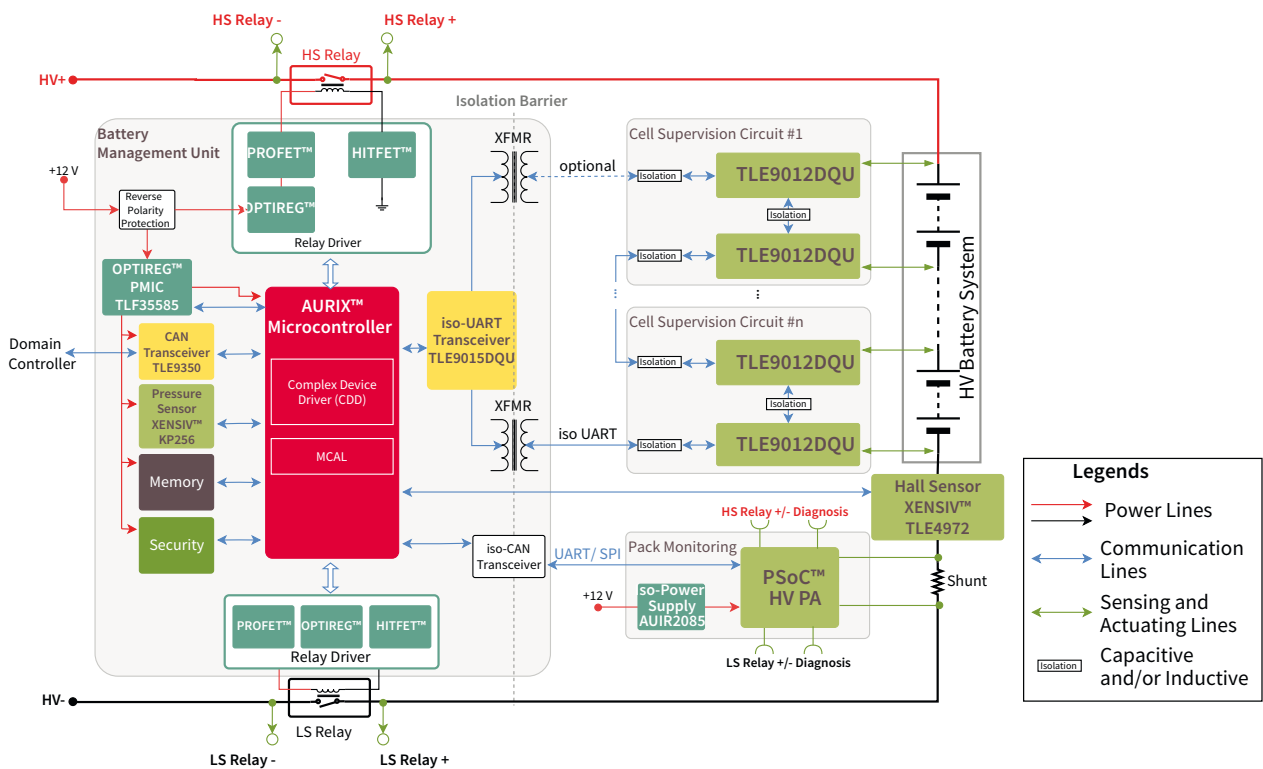 HS Relay -
HS Relay +
HS Relay
HV+
Isolation Barrier
Battery
Management Unit
+12 V
Reverse
Polarity
Protection
PROFET™
HITFET™
OPTIREG™
Relay Driver
XFMR
optional
Cell Supervision Circuit #1
Isolation
TLE9012DQU
Isolation
Isolation
TLE9012DQU
HV Battery System
OPTIREG™
PMIC
TLF35585
AURIX™
Microcontroller
Complex Device
Driver (CDD)
MCAL
iso-UART
Transceiver
TLE9015DQU
Domain
Controller
CAN
Transceiver
TLE9350
Pressure
Sensor
XENSIV™
KP256
Memory
Security
Cell Supervision Circuit #n
Isolation
TLE9012DQU
Isolation
XFMR
iso UART
Isolation
TLE9012DQU
Hall Sensor
XENSIV™
TLE4972
HS Relay +/- Diagnosis
iso-CAN
Transceiver
UART/ SPI
Pack Monitoring
PSoC™
HV PA
+12 V
so-Power
Supply
AUIR2085
Shunt
LS Relay +/- Diagnosis
PROFET™
OPTIREG™
HITFET™
Relay Driver
HV-
LS Relay
LS Relay -
LS Relay +
Legends
Power Lines
Communication
Lines
Sensing and
Actuating Lines
Isolation
Capacitive
and/or Inductive